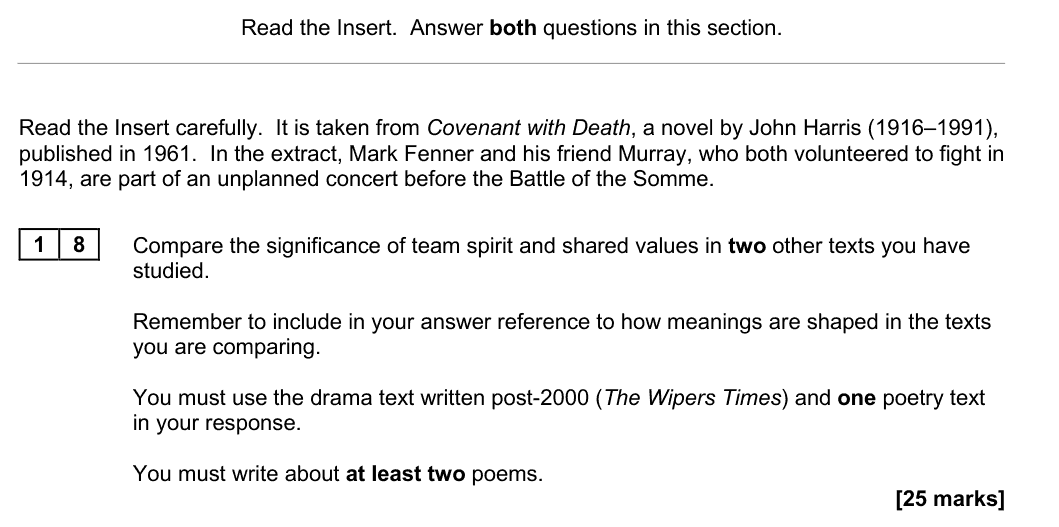 Read the Insert.  Answer both questions in this section.
Read the Insert carefully.  It is taken from Covenant with Death, a novel by John Harris (1916–1991),
published in 1961.  In the extract, Mark Fenner and his friend Murray, who both volunteered to fight in
1914, are part of an unplanned concert before the Battle of the Somme.
1 8 Compare the significance of team spirit and shared values in two other texts you have
studied.
Remember to include in your answer reference to how meanings are shaped in the texts
you are comparing.
You must use the drama text written post-2000 (The Wipers Times) and one poetry text
in your response.
You must write about at least two poems.
[25 marks]